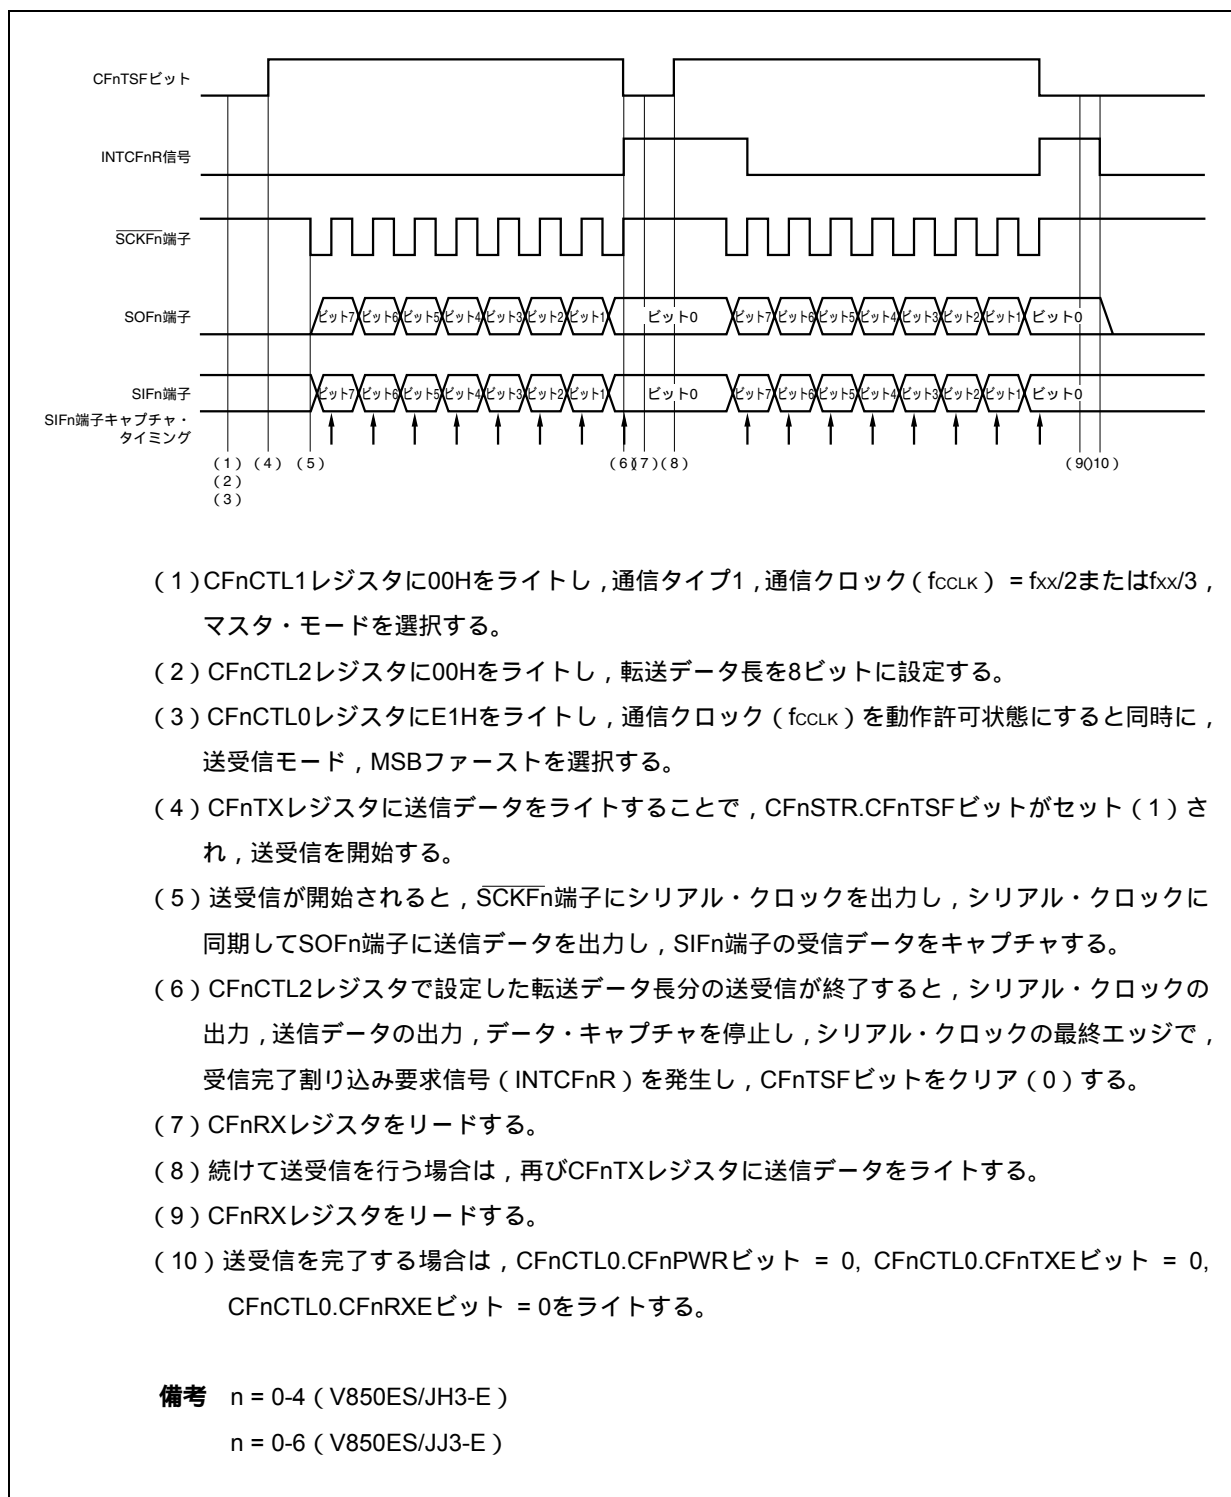 CFnTSFビット
INTCFnR信号
SCKFn端子
SOFn端子 ビット7 ビット6 ビット5 ビット4 ビット3 ビット2 ビット1 ビット0 ビット7 ビット6 ビット5 ビット4 ビット3 ビット2 ビット1 ビット0
SIFn端子 ビット7 ビット6 ビット5 ビット4 ビット3 ビット2 ビット1 ビット0 ビット7 ビット6 ビット5 ビット4 ビット3 ビット2 ビット1 ビット0
SIFn端子キャプチャ・
タイミング
(1) (4) (5) (6)(7)(8) (9)(10)
(2)
(3)
(1)CFnCTL1レジスタに00Hをライトし,通信タイプ1,通信クロック(fCCLK) = fXX/2またはfXX/3,
マスタ・モードを選択する。
(2)CFnCTL2レジスタに00Hをライトし,転送データ長を8ビットに設定する。
(3)CFnCTL0レジスタにE1Hをライトし,通信クロック(fCCLK)を動作許可状態にすると同時に,
送受信モード,MSBファーストを選択する。
(4)CFnTXレジスタに送信データをライトすることで,CFnSTR.CFnTSFビットがセット(1)さ
れ,送受信を開始する。
(5)送受信が開始されると,SCKFn端子にシリアル・クロックを出力し,シリアル・クロックに
同期してSOFn端子に送信データを出力し,SIFn端子の受信データをキャプチャする。
(6)CFnCTL2レジスタで設定した転送データ長分の送受信が終了すると,シリアル・クロックの
出力,送信データの出力,データ・キャプチャを停止し,シリアル・クロックの最終エッジで,
受信完了割り込み要求信号(INTCFnR)を発生し,CFnTSFビットをクリア(0)する。
(7)CFnRXレジスタをリードする。
(8)続けて送受信を行う場合は,再びCFnTXレジスタに送信データをライトする。
(9)CFnRXレジスタをリードする。
(10)送受信を完了する場合は,CFnCTL0.CFnPWRビット = 0, CFnCTL0.CFnTXEビット = 0,
CFnCTL0.CFnRXEビット = 0をライトする。
備考 n = 0-4(V850ES/JH3-E)
n = 0-6(V850ES/JJ3-E)